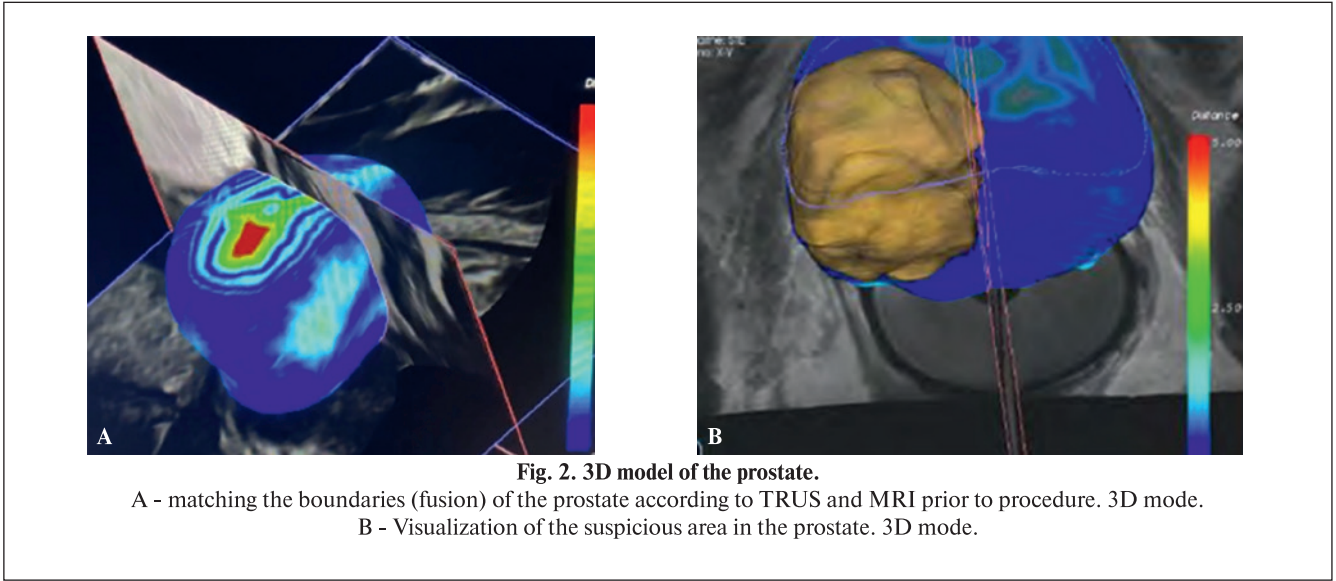 A
D
B
Distance
5.00
2.50
Fig. 2. 3D model of the prostate.
A - matching the boundaries (fusion) of the prostate according to TRUS and MRI prior to procedure. 3D mode.
B - Visualization of the suspicious area in the prostate. 3D mode.